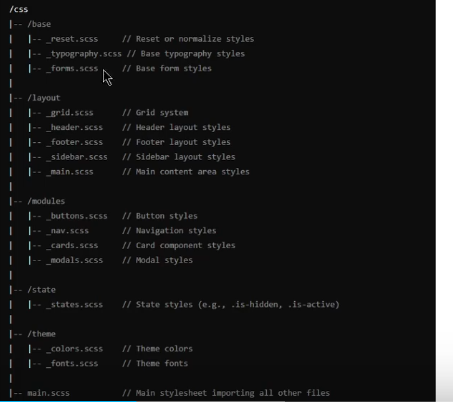 /css
|-- /base
|   |-- _reset.scss      // Reset or normalize styles
|   |-- _typography.scss // Base typography styles
|   |-- _forms.scss      // Base form styles
|
|-- /layout
|   |-- _grid.scss       // Grid system
|   |-- _header.scss     // Header layout styles
|   |-- _footer.scss     // Footer layout styles
|   |-- _sidebar.scss    // Sidebar layout styles
|   |-- _main.scss       // Main content area styles
|
|-- /modules
|   |-- _buttons.scss    // Button styles
|   |-- _nav.scss        // Navigation styles
|   |-- _cards.scss      // Card component styles
|   |-- _modals.scss     // Modal styles
|
|-- /state
|   |-- _states.scss     // State styles (e.g., .is-hidden, .is-active)
|
|-- /theme
|   |-- _colors.scss     // Theme colors
|   |-- _fonts.scss      // Theme fonts
|
|-- main.scss            // Main stylesheet importing all other files